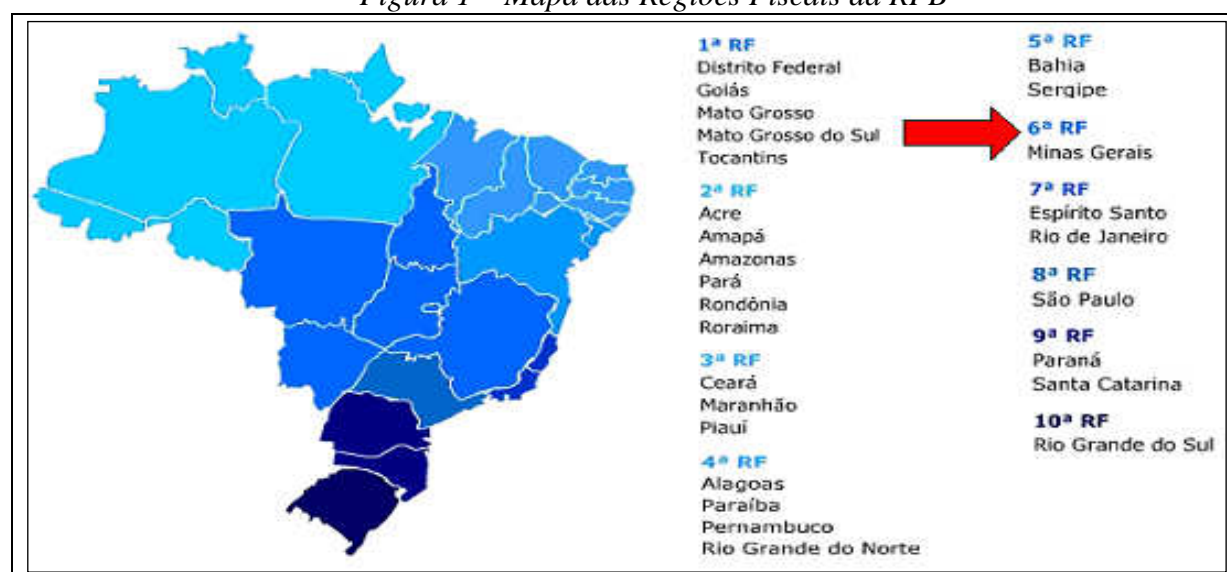 Figura 1 – Mapa das Regiões Fiscais da RFB
1ª RF
Distrito Federal
Goiás
Mato Grosso
Mato Grosso do Sul
Tocantins
2ª RF
Acre
Amapá
Amazonas
Pará
Rondônia
Roraima
3ª RF
Ceará
Maranhão
Piauí
4ª RF
Alagoas
Paraíba
Pernambuco
Rio Grande do Norte
5ª RF
Bahia
Sergipe
6ª RF
Minas Gerais
7ª RF
Espírito Santo
Rio de Janeiro
8ª RF
São Paulo
9ª RF
Paraná
Santa Catarina
10ª RF
Rio Grande do Sul